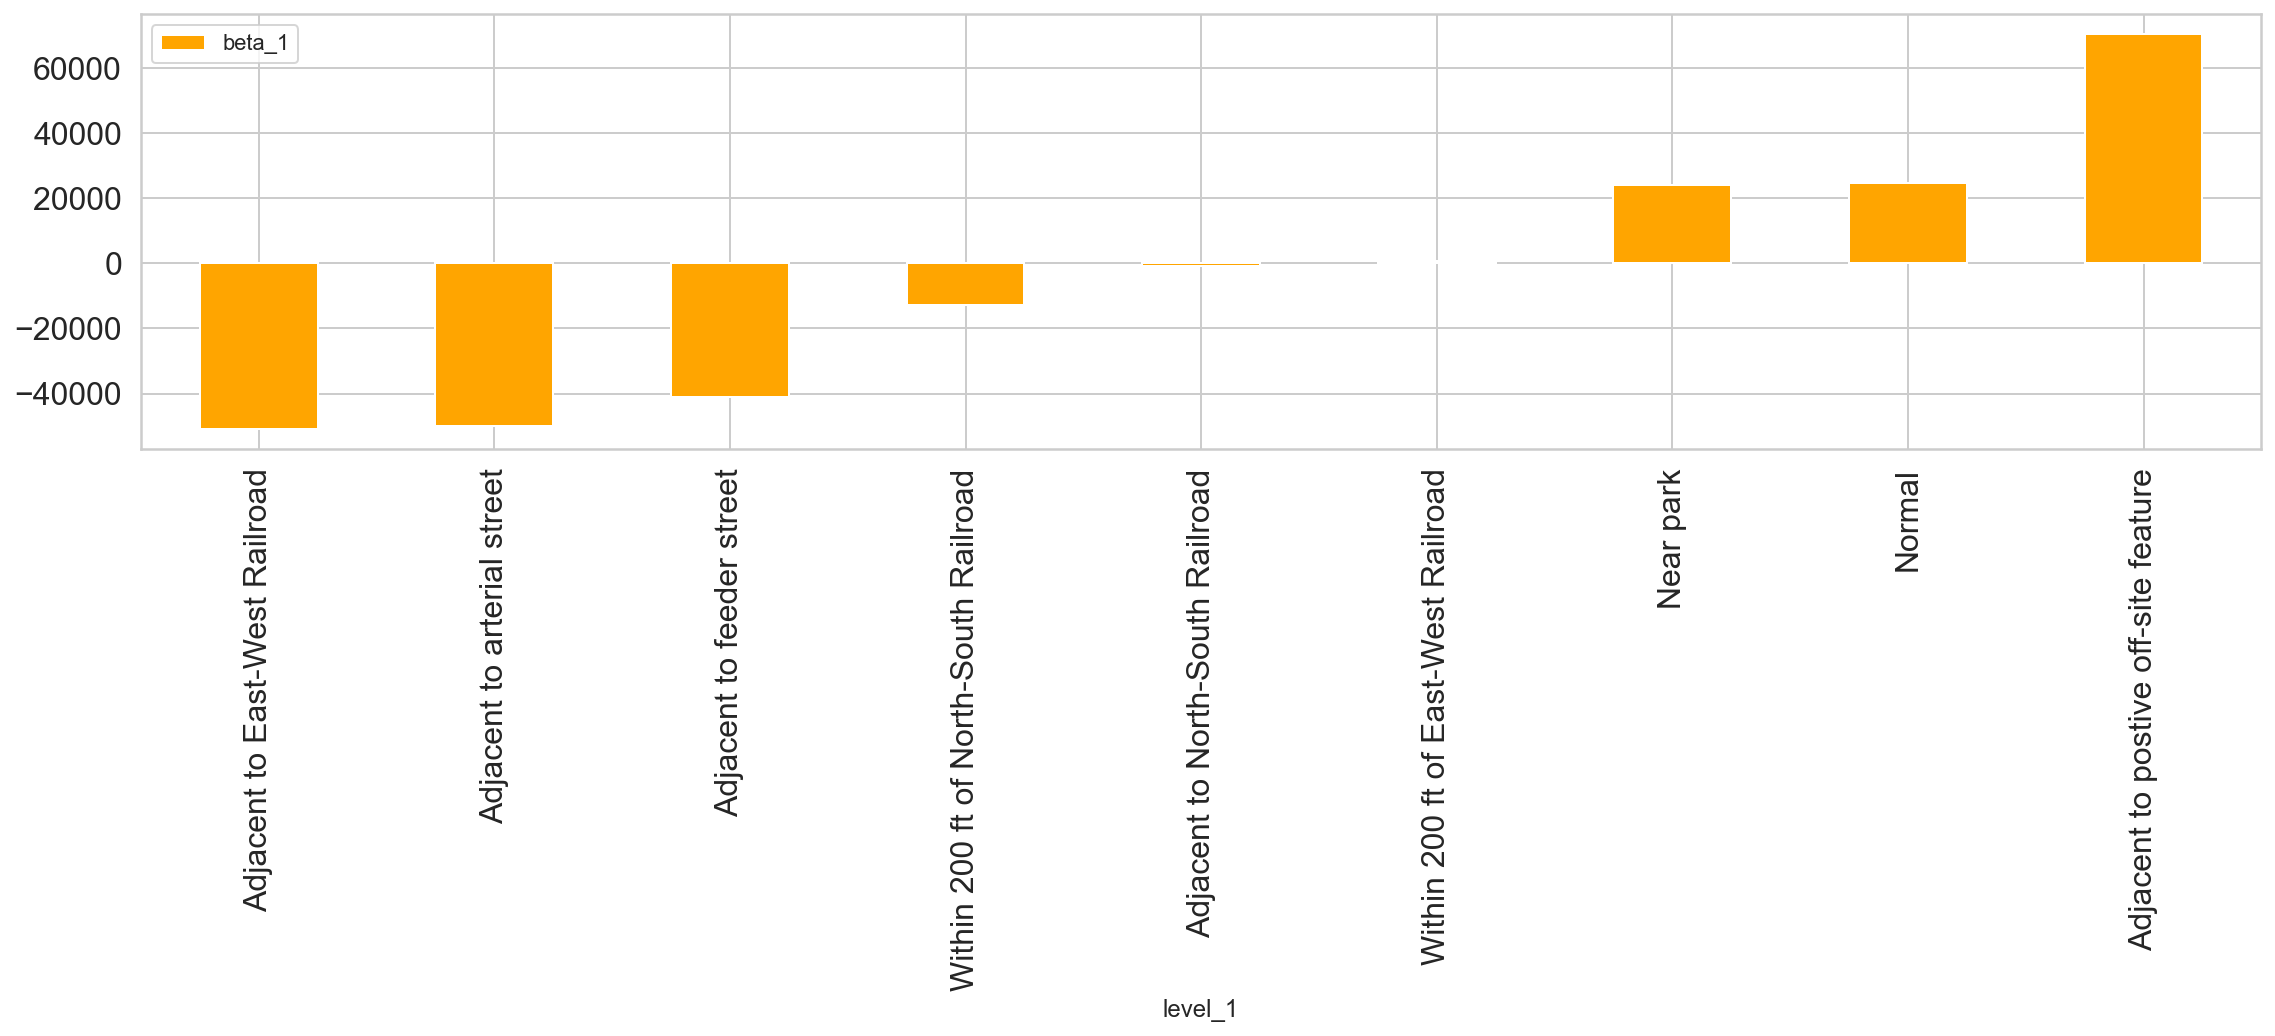 beta_1
60000
40000
20000
0
−20000
−40000
Adjacent to East-West Railroad
Adjacent to arterial street
Adjacent to feeder street
Within 200 ft of North-South Railroad
Adjacent to North-South Railroad
Within 200 ft of East-West Railroad
Near park
Normal
Adjacent to postive off-site feature
level_1